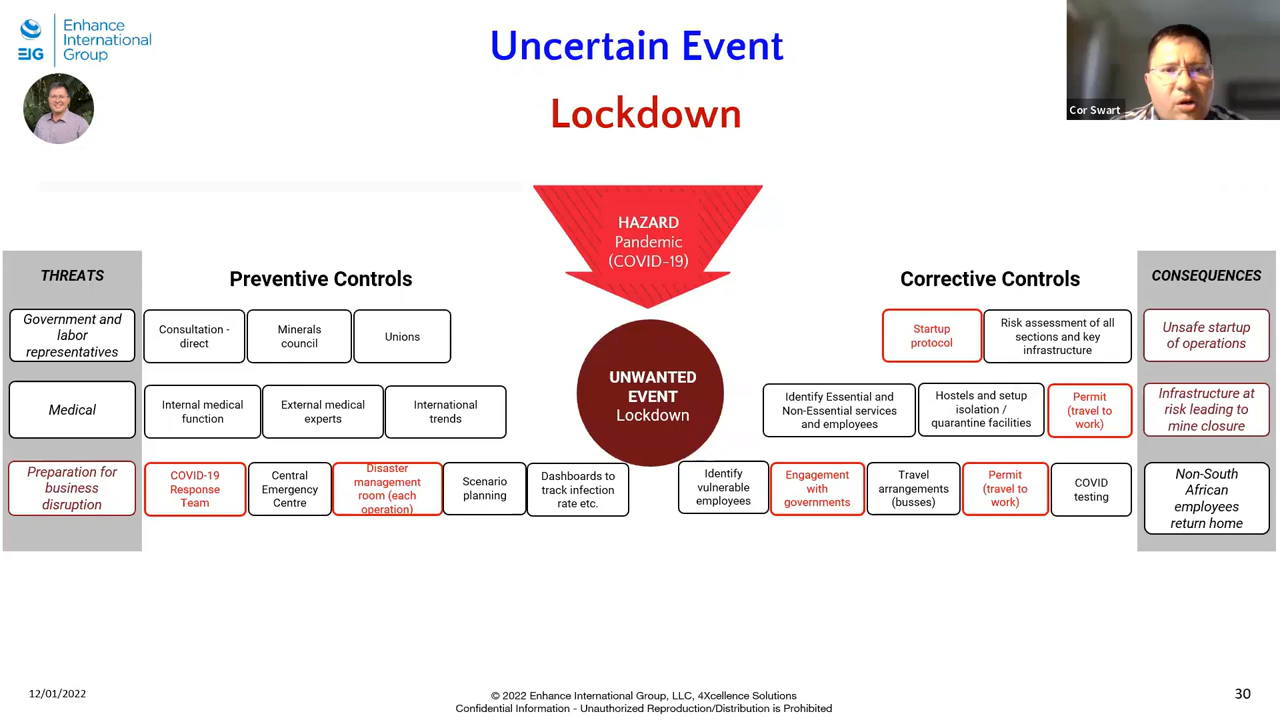 Enhance
International
Group
EIG
Uncertain Event
Lockdown
Cor Swart
HAZARD
Pandemic
(COVID-19)
THREATS
Preventive Controls
Corrective Controls
CONSEQUENCES
Government and
labor
representatives
Consultation -
direct
Minerals
council
Unions
Startup
protocol
Risk assessment of all
sections and key
infrastructure
Unsafe startup
of operations
UNWANTED
EVENT
Lockdown
Medical
Internal medical
function
External medical
experts
International
trends
Identify Essential and
Non-Essential services
and employees
Hostels and setup
isolation /
quarantine facilities
Permit
(travel to
work)
Infrastructure at
risk leading to
mine closure
Preparation for
business
disruption
COVID-19
Response
Team
Central
Emergency
Centre
Disaster
management
room (each
operation)
Scenario
planning
Dashboards to
track infection
rate etc.
Identify
vulnerable
employees
Engagement
with
governments
Travel
arrangements
(busses)
Permit
(travel to
work)
COVID
testing
Non-South
African
employees
return home
12/01/2022
© 2022 Enhance International Group, LLC, 4Xcellence Solutions
Confidential Information - Unauthorized Reproduction/Distribution is Prohibited
30